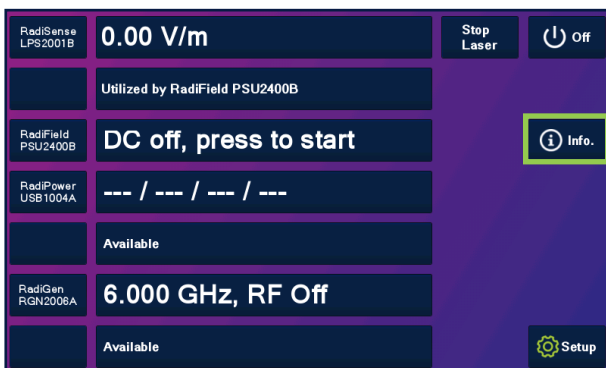 RadiSense
LPS2001B
0.00 V/m
Stop
Laser
Off
Utilized by RadiField PSU2400B
RadiField
PSU2400B
DC off, press to start
Info.
RadiPower
USB1004A
--- / --- / --- / ---
Available
RadiGen
RGN2006A
6.000 GHz, RF Off
Available
Setup